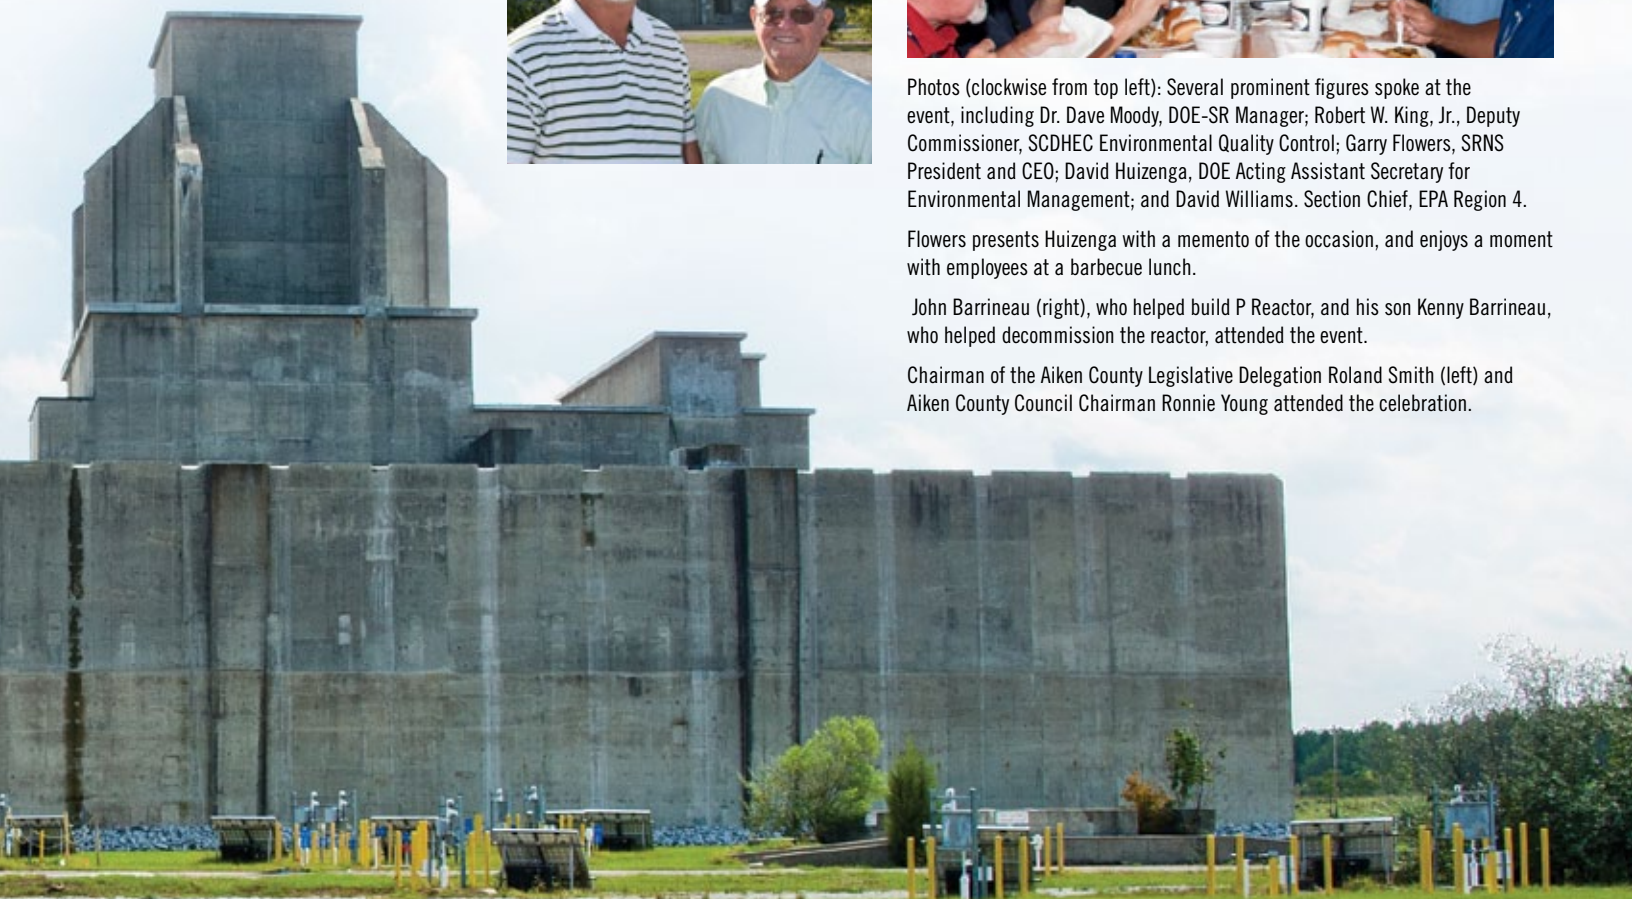 Photos (clockwise from top left): Several prominent figures spoke at the
event, including Dr. Dave Moody, DOE-SR Manager; Robert W. King, Jr., Deputy
Commissioner, SCDHEC Environmental Quality Control; Garry Flowers, SRNS
President and CEO; David Huizenga, DOE Acting Assistant Secretary for
Environmental Management; and David Williams. Section Chief, EPA Region 4.
Flowers presents Huizenga with a memento of the occasion, and enjoys a moment
with employees at a barbecue lunch.
John Barrineau (right), who helped build P Reactor, and his son Kenny Barrineau,
who helped decommission the reactor, attended the event.
Chairman of the Aiken County Legislative Delegation Roland Smith (left) and
Aiken County Council Chairman Ronnie Young attended the celebration.